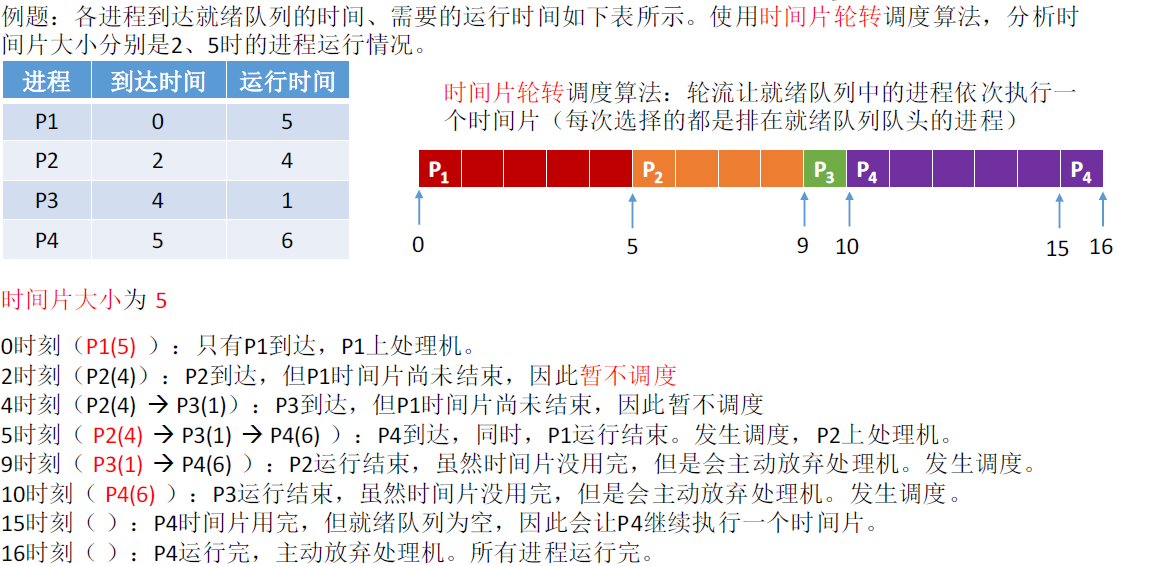 例题：各进程到达就绪队列的时间、需要的运行时间如下表所示。使用时间片轮转调度算法，分析时
间片大小分别是2、5时的进程运行情况。
进程 到达时间 运行时间
P1 0 5
P2 2 4
P3 4 1
P4 5 6
时间片轮转调度算法：轮流让就绪队列中的进程依次执行一
个时间片（每次选择的都是排在就绪队列队头的进程）
P1 P2 P3 P4 P4
0 5 9 10 15 16
时间片大小为 5
0时刻（P1(5) ）：只有P1到达，P1上处理机。
2时刻（P2(4)）：P2到达，但P1时间片尚未结束，因此暂不调度
4时刻（P2(4) → P3(1)）：P3到达，但P1时间片尚未结束，因此暂不调度
5时刻（ P2(4) → P3(1) → P4(6) ）：P4到达，同时，P1运行结束。发生调度，P2上处理机。
9时刻（ P3(1) → P4(6) ）：P2运行结束，虽然时间片没用完，但是会主动放弃处理机。发生调度。
10时刻（ P4(6) ）：P3运行结束，虽然时间片没用完，但是会主动放弃处理机。发生调度。
15时刻（ ）：P4时间片用完，但就绪队列为空，因此会让P4继续执行一个时间片。
16时刻（ ）：P4运行完，主动放弃处理机。所有进程运行完。